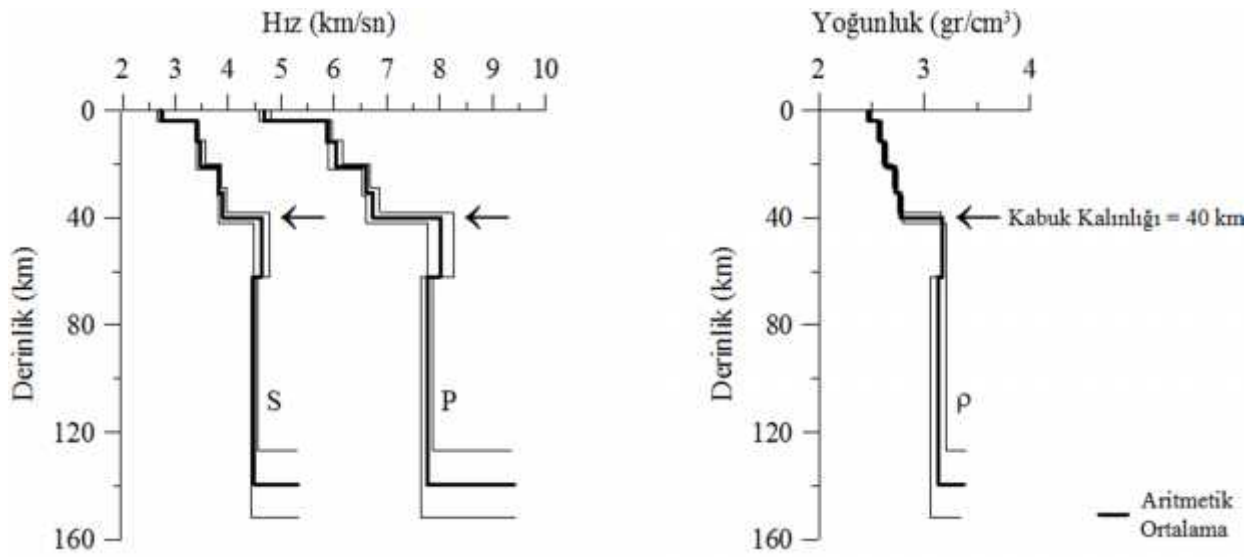 Hız (km/sn)
2 3 4 5 6 7 8 9 10
0
40
80
120
160
Derinlik (km)
S
P
Yoğunluk (gr/cm³)
2 3 4
0
40
80
120
160
Derinlik (km)
Kabuk Kalınlığı = 40 km
ρ
Aritmetik
Ortalama